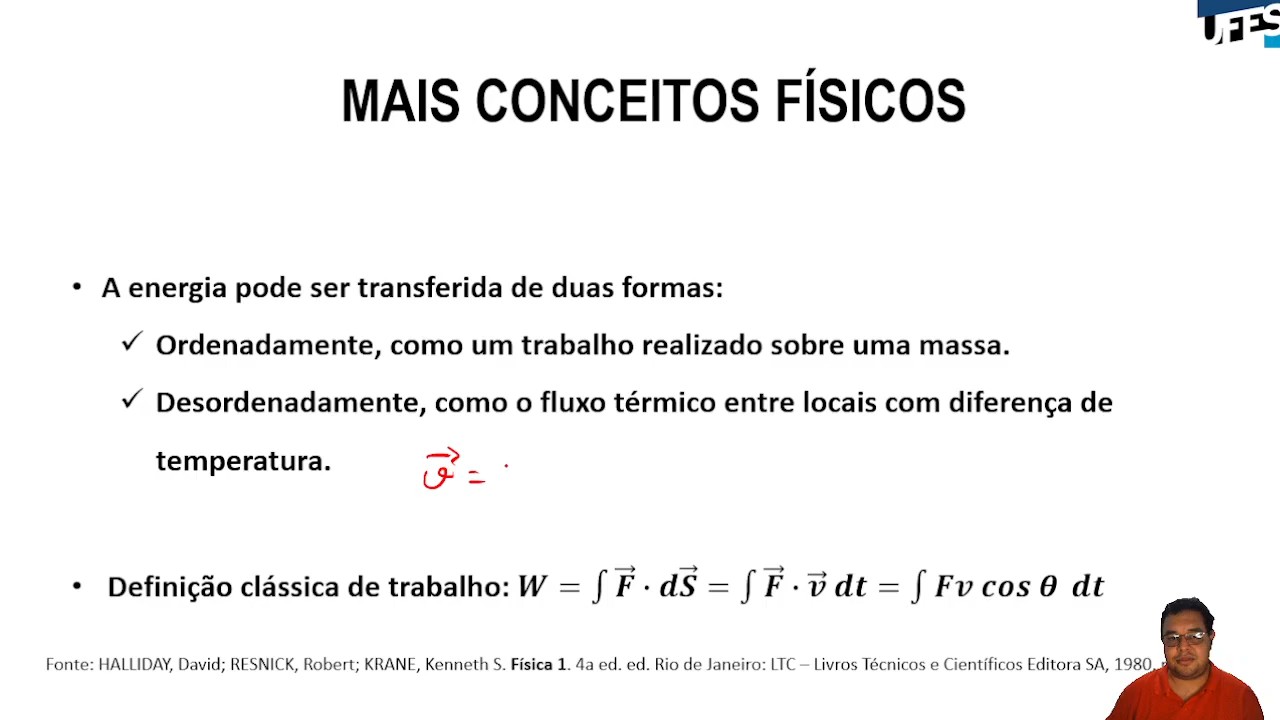 UFES
MAIS CONCEITOS FÍSICOS
• A energia pode ser transferida de duas formas:
✓ Ordenadamente, como um trabalho realizado sobre uma massa.
✓ Desordenadamente, como o fluxo térmico entre locais com diferença de
temperatura.
v⃗ =
• Definição clássica de trabalho: W = ∫ F⃗ · dS⃗ = ∫ F⃗ · v⃗ dt = ∫ Fv cos θ dt
Fonte: HALLIDAY, David; RESNICK, Robert; KRANE, Kenneth S. Física 1. 4a ed. ed. Rio de Janeiro: LTC – Livros Técnicos e Científicos Editora SA, 1980.